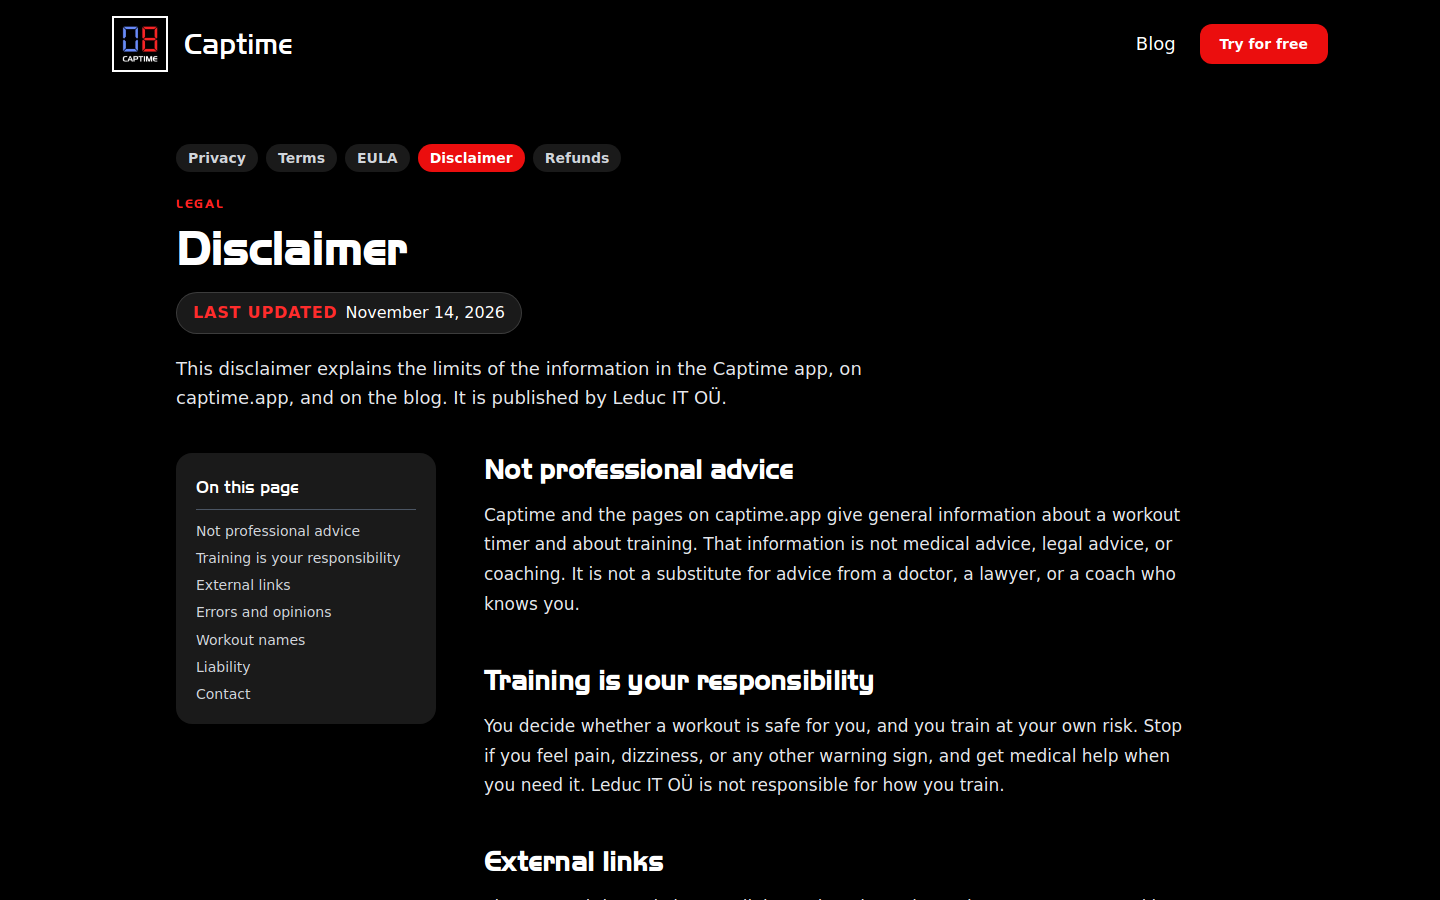 08
CAPTIME
Captime
Blog
Try for free
Privacy
Terms
EULA
Disclaimer
Refunds
LEGAL
Disclaimer
LAST UPDATED November 14, 2026
This disclaimer explains the limits of the information in the Captime app, on
captime.app, and on the blog. It is published by Leduc IT OÜ.
On this page
Not professional advice
Training is your responsibility
External links
Errors and opinions
Workout names
Liability
Contact
Not professional advice
Captime and the pages on captime.app give general information about a workout
timer and about training. That information is not medical advice, legal advice, or
coaching. It is not a substitute for advice from a doctor, a lawyer, or a coach who
knows you.
Training is your responsibility
You decide whether a workout is safe for you, and you train at your own risk. Stop
if you feel pain, dizziness, or any other warning sign, and get medical help when
you need it. Leduc IT OÜ is not responsible for how you train.
External links